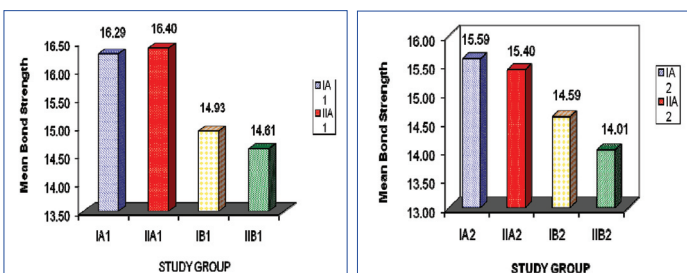 16.50
16.00
15.50
15.00
14.50
14.00
13.50
Mean Bond Strength
16.29
16.40
14.93
14.61
IA1
IIA1
IB1
IIB1
STUDY GROUP
IA
1
IIA
1
16.00
15.50
15.00
14.50
14.00
13.50
13.00
Mean Bond Strength
15.59
15.40
14.59
14.01
IA2
IIA2
IB2
IIB2
STUDY GROUP
IA
2
IIA
2